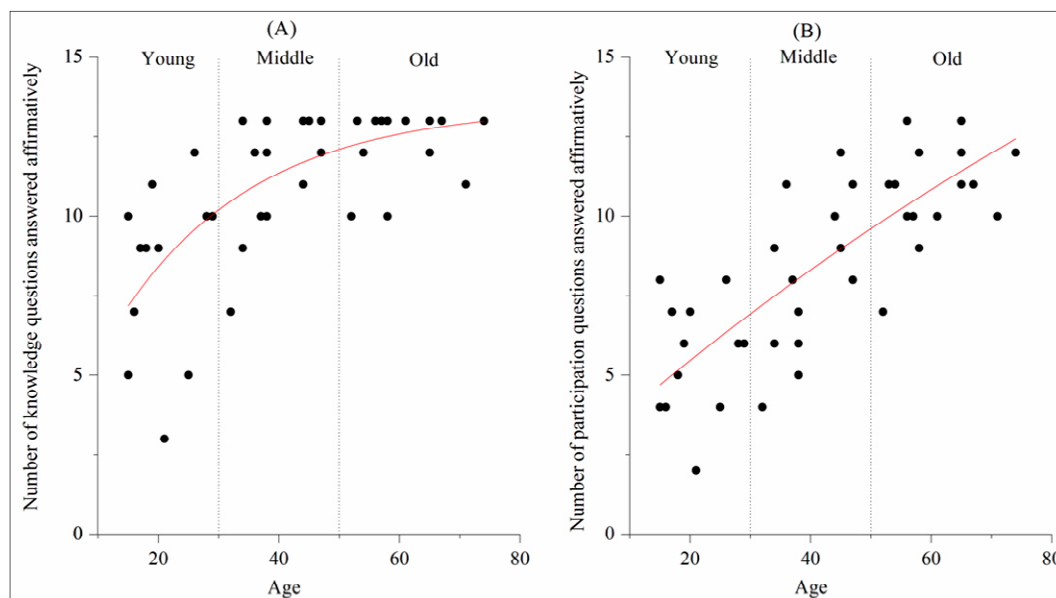 (A)
Young Middle Old
15
10
5
0
20 40 60 80
Age
Number of knowledge questions answered affirmatively
(B)
Young Middle Old
15
10
5
0
20 40 60 80
Age
Number of participation questions answered affirmatively